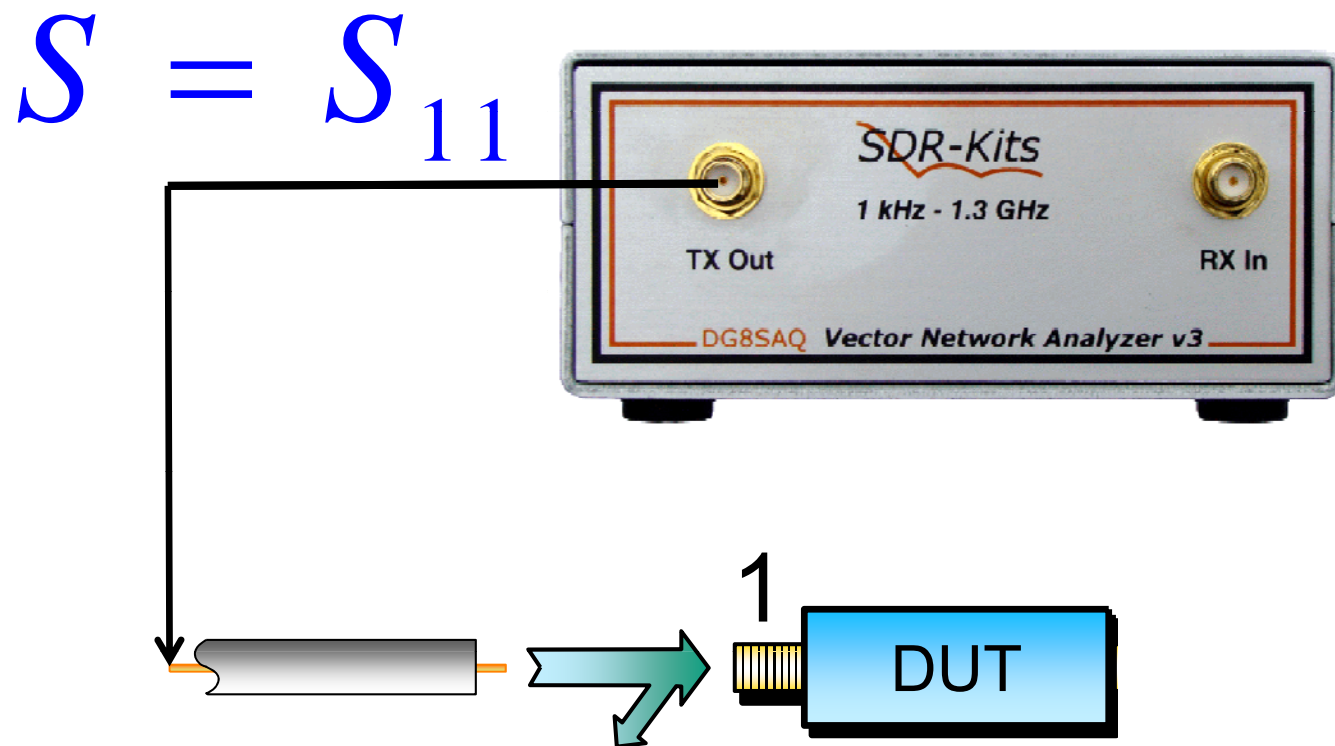 S = S₁₁
SDR-Kits
1 kHz - 1.3 GHz
TX Out
RX In
DG8SAQ Vector Network Analyzer v3
1
DUT